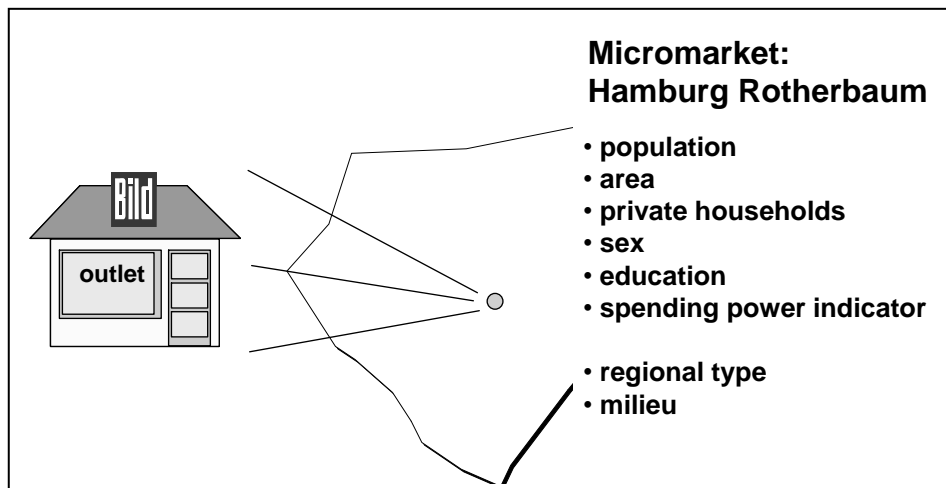 Micromarket:
Hamburg Rotherbaum
Bild
outlet
• population
• area
• private households
• sex
• education
• spending power indicator
• regional type
• milieu